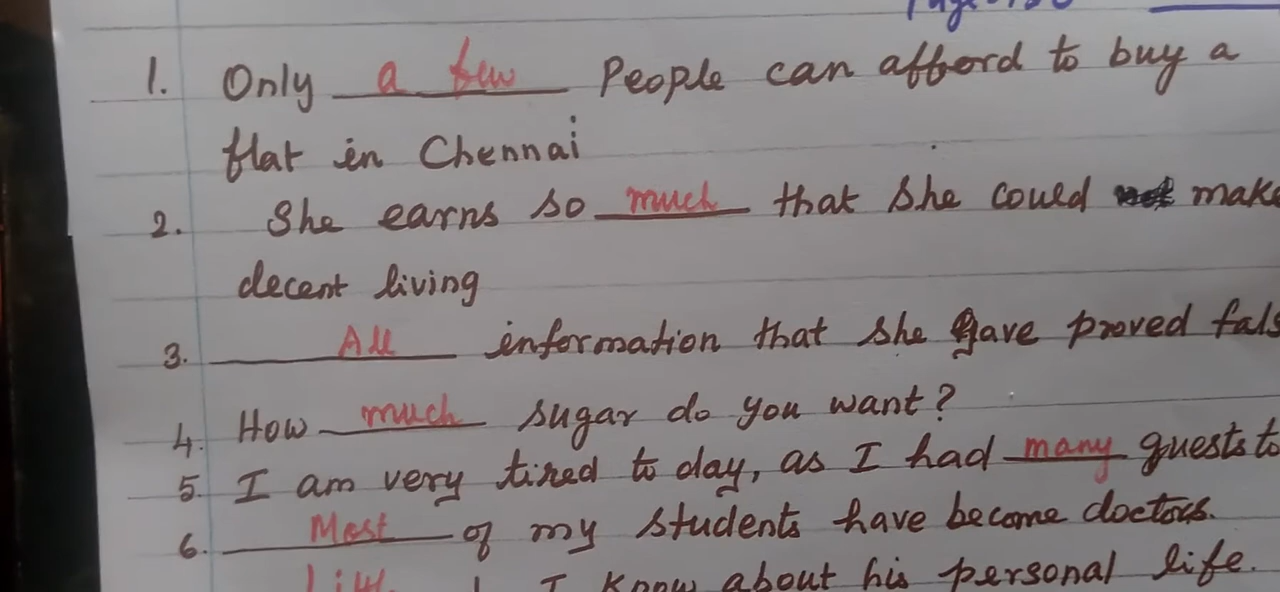 1. Only a few People can afford to buy a
flat in Chennai
2. She earns so much that she could make
decent living
3. All information that she gave proved
4. How much sugar do you want?
5. I am very tired to day, as I had many guests to
6. Most of my students have become doctors.
I know about his personal life.